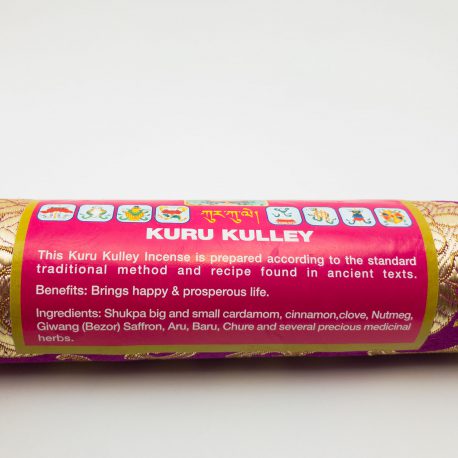 ཀུ་རུ་ཀུ་ལེ།
KURU KULLEY
This Kuru Kulley Incense is prepared according to the standard
traditional method and recipe found in ancient texts.
Benefits: Brings happy & prosperous life.
Ingredients: Shukpa big and small cardamom, cinnamon,clove, Nutmeg,
Giwang (Bezor) Saffron, Aru, Baru, Chure and several precious medicinal
herbs.